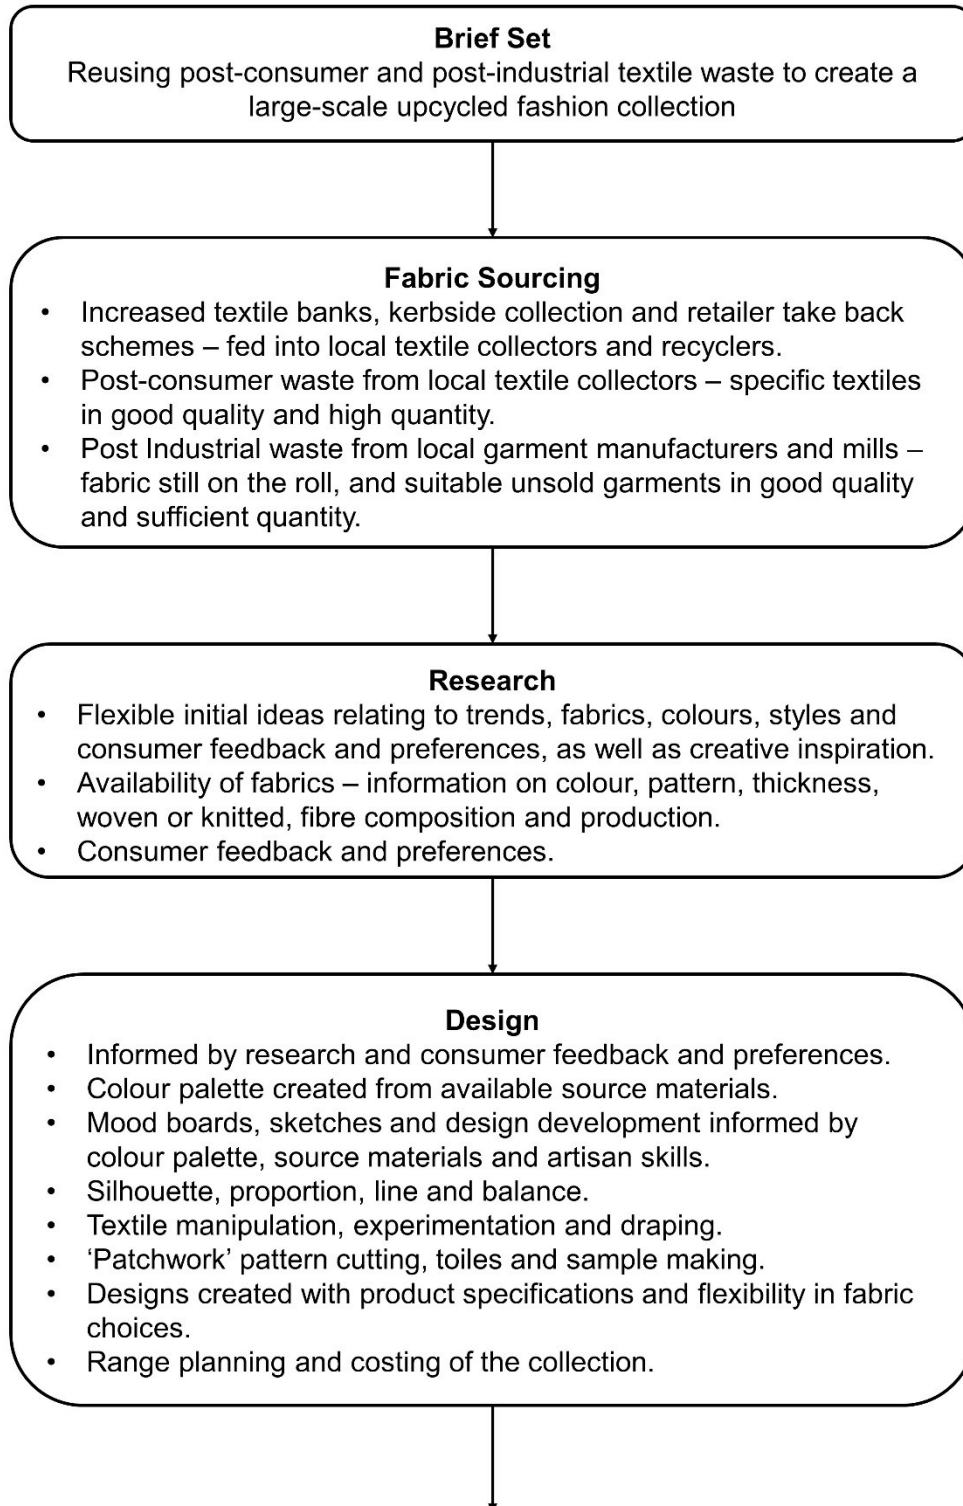 Brief Set
Reusing post-consumer and post-industrial textile waste to create a
large-scale upcycled fashion collection
Fabric Sourcing
• Increased textile banks, kerbside collection and retailer take back
schemes – fed into local textile collectors and recyclers.
• Post-consumer waste from local textile collectors – specific textiles
in good quality and high quantity.
• Post Industrial waste from local garment manufacturers and mills –
fabric still on the roll, and suitable unsold garments in good quality
and sufficient quantity.
Research
• Flexible initial ideas relating to trends, fabrics, colours, styles and
consumer feedback and preferences, as well as creative inspiration.
• Availability of fabrics – information on colour, pattern, thickness,
woven or knitted, fibre composition and production.
• Consumer feedback and preferences.
Design
• Informed by research and consumer feedback and preferences.
• Colour palette created from available source materials.
• Mood boards, sketches and design development informed by
colour palette, source materials and artisan skills.
• Silhouette, proportion, line and balance.
• Textile manipulation, experimentation and draping.
• ‘Patchwork’ pattern cutting, toiles and sample making.
• Designs created with product specifications and flexibility in fabric
choices.
• Range planning and costing of the collection.